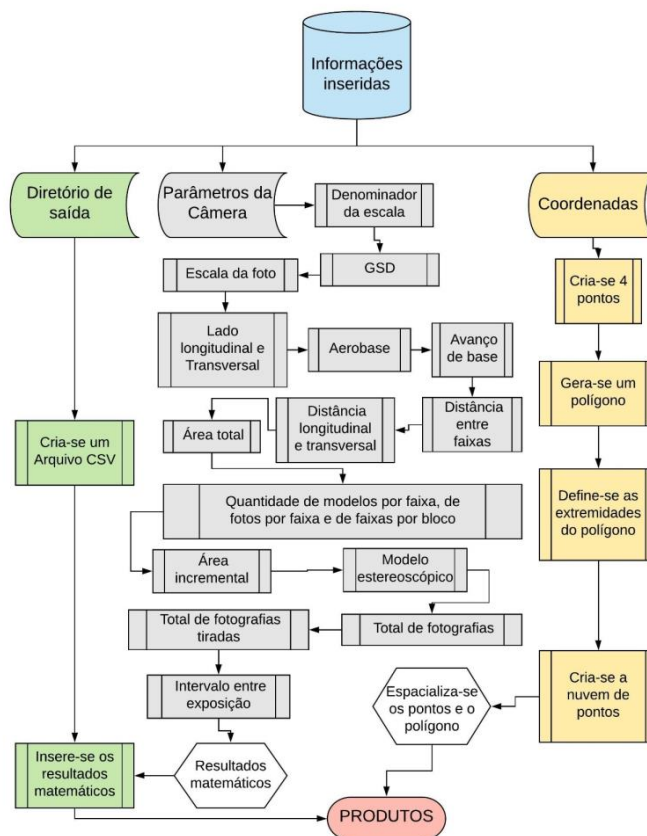 Informações
inseridas
Diretório de
saída
Parâmetros da
Câmera
Denominador
da escala
Coordenadas
GSD
Escala da foto
Cria-se 4
pontos
Lado
longitudinal e
Transversal
Aerobase
Avanço
de base
Gera-se um
polígono
Distância
entre
faixas
Distância
longitudinal
e transversal
Área total
Cria-se um
Arquivo CSV
Quantidade de modelos por faixa, de
fotos por faixa e de faixas por bloco
Define-se as
extremidades
do polígono
Área
incremental
Modelo
estereoscópico
Total de fotografias
Total de fotografias
tiradas
Intervalo entre
exposição
Espacializa-se
os pontos e o
polígono
Cria-se a
nuvem de
pontos
Resultados
matemáticos
Insere-se os
resultados
matemáticos
PRODUTOS